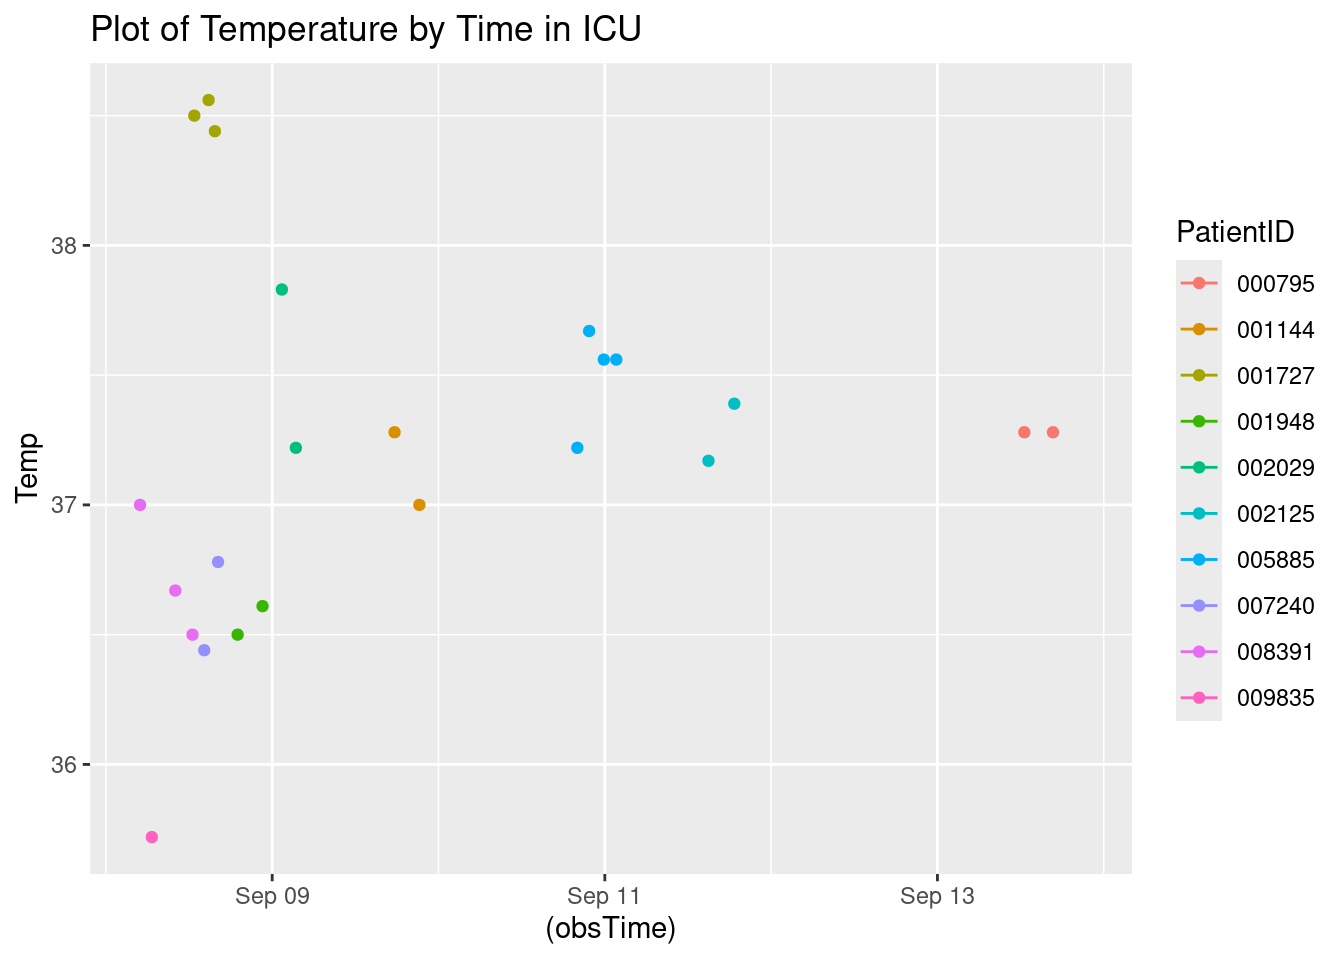 Plot of Temperature by Time in ICU
Temp
38
37
36
Sep 09
Sep 11
Sep 13
(obsTime)
PatientID
000795
001144
001727
001948
002029
002125
005885
007240
008391
009835